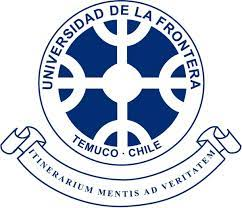 UNIVERSIDAD DE LA FRONTERA
TEMUCO · CHILE
ITINERARIUM MENTIS AD VERITATEM